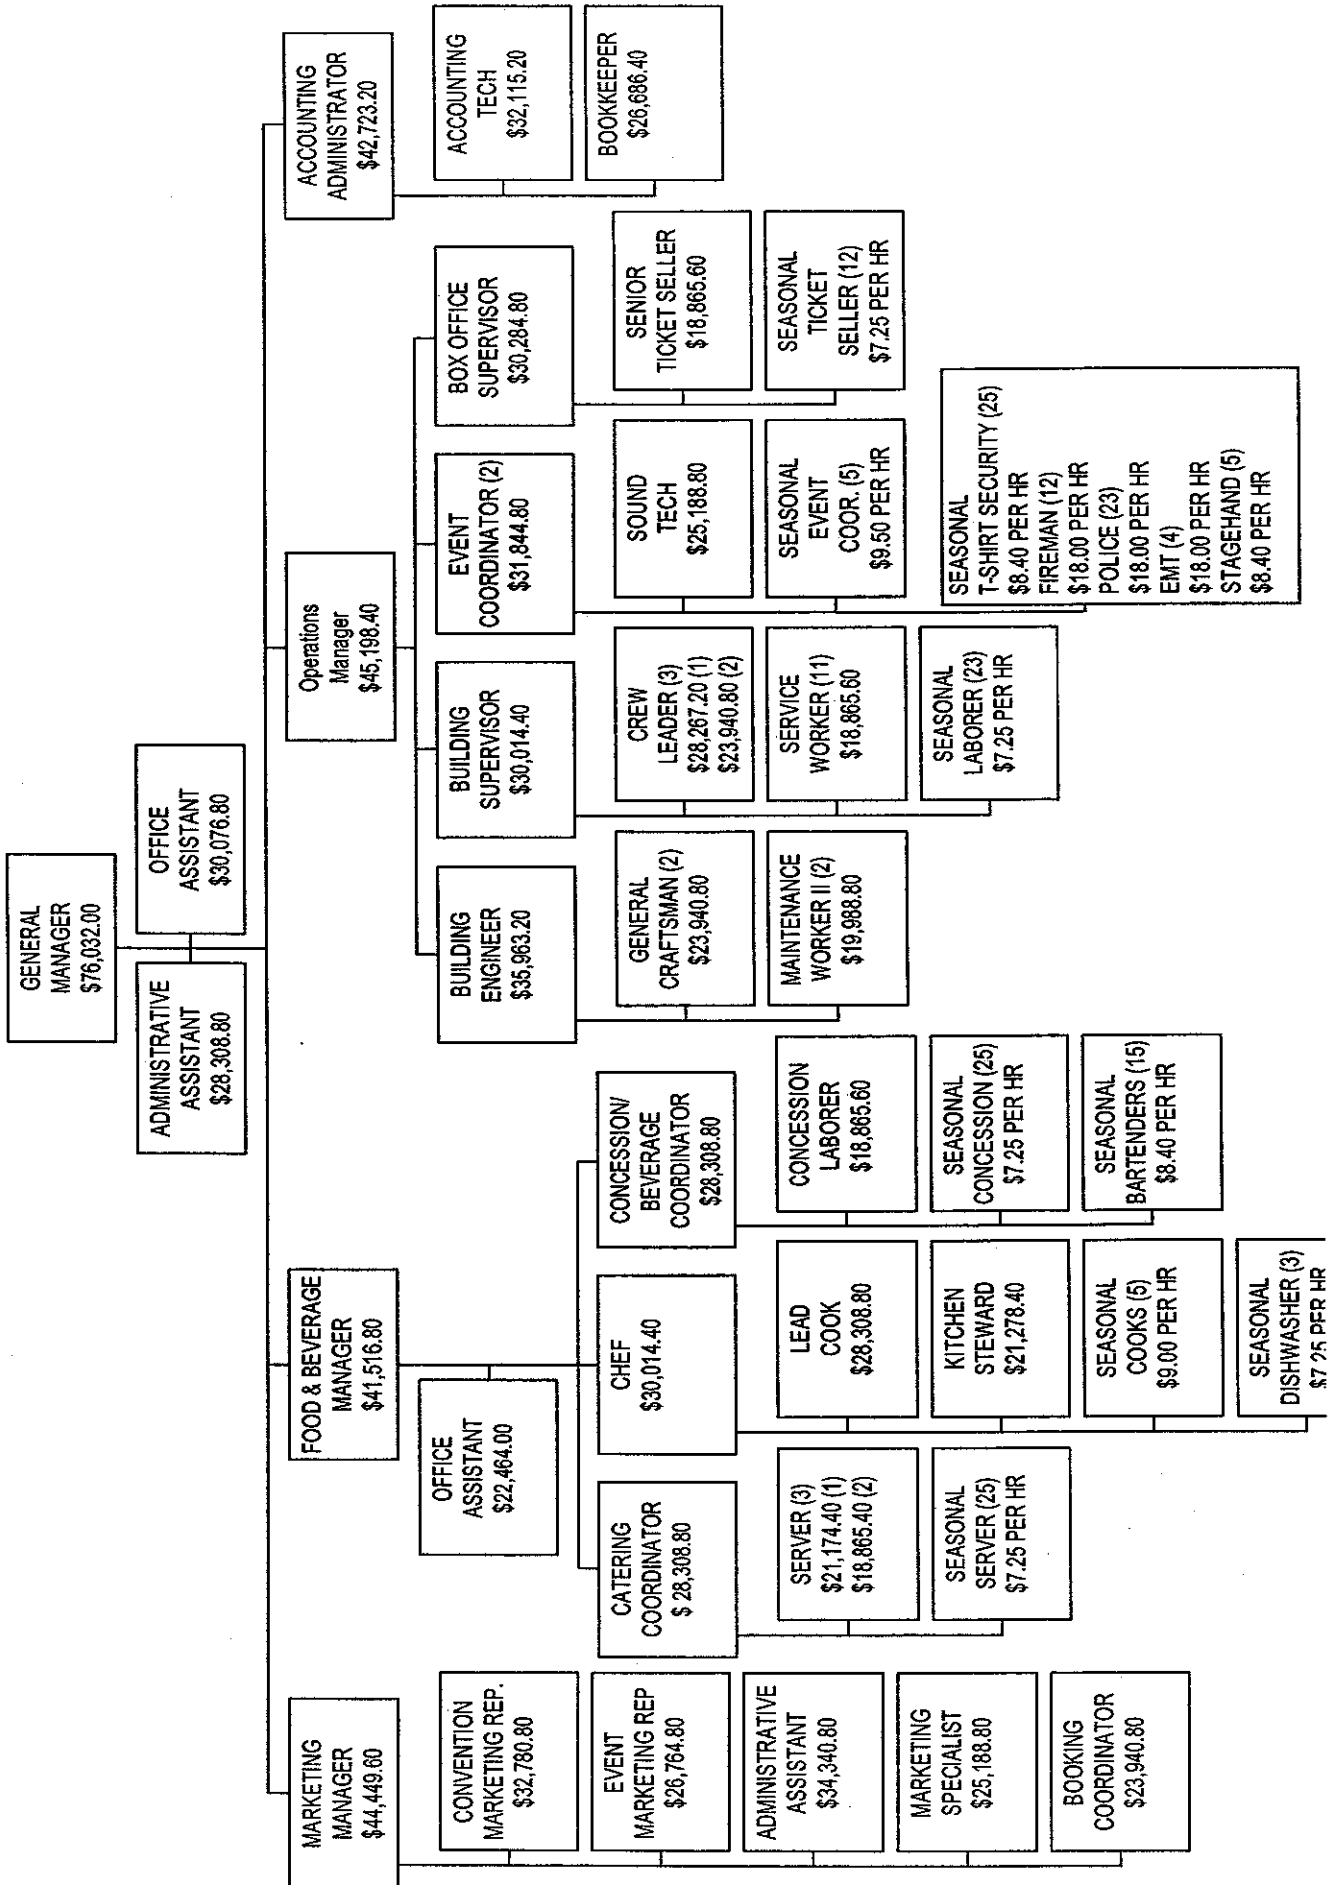 GENERAL
MANAGER
$76,032.00
ADMINISTRATIVE
ASSISTANT
$28,308.80
OFFICE
ASSISTANT
$30,076.80
MARKETING
MANAGER
$44,449.60
CONVENTION
MARKETING REP.
$32,780.80
EVENT
MARKETING REP
$26,764.80
ADMINISTRATIVE
ASSISTANT
$34,340.80
MARKETING
SPECIALIST
$25,188.80
BOOKING
COORDINATOR
$23,940.80
FOOD & BEVERAGE
MANAGER
$41,516.80
OFFICE
ASSISTANT
$22,464.00
CATERING
COORDINATOR
$ 28,308.80
SERVER (3)
$21,174.40 (1)
$18,865.40 (2)
SEASONAL
SERVER (25)
$7.25 PER HR
CHEF
$30,014.40
LEAD
COOK
$28,308.80
KITCHEN
STEWARD
$21,278.40
SEASONAL
COOKS (5)
$9.00 PER HR
SEASONAL
DISHWASHER (3)
$7.25 PER HR
CONCESSION/
BEVERAGE
COORDINATOR
$28,308.80
CONCESSION
LABORER
$18,865.60
SEASONAL
CONCESSION (25)
$7.25 PER HR
SEASONAL
BARTENDERS (15)
$8.40 PER HR
Operations
Manager
$45,198.40
BUILDING
ENGINEER
$35,963.20
GENERAL
CRAFTSMAN (2)
$23,940.80
MAINTENANCE
WORKER II (2)
$19,988.80
BUILDING
SUPERVISOR
$30,014.40
CREW
LEADER (3)
$28,267.20 (1)
$23,940.80 (2)
SERVICE
WORKER (11)
$18,865.60
SEASONAL
LABORER (23)
$7.25 PER HR
EVENT
COORDINATOR (2)
$31,844.80
SOUND
TECH
$25,188.80
SEASONAL
EVENT
COOR. (5)
$9.50 PER HR
SEASONAL
T-SHIRT SECURITY (25)
$8.40 PER HR
FIREMAN (12)
$18.00 PER HR
POLICE (23)
$18.00 PER HR
EMT (4)
$18.00 PER HR
STAGEHAND (5)
$8.40 PER HR
BOX OFFICE
SUPERVISOR
$30,284.80
SENIOR
TICKET SELLER
$18,865.60
SEASONAL
TICKET
SELLER (12)
$7.25 PER HR
ACCOUNTING
ADMINISTRATOR
$42,723.20
ACCOUNTING
TECH
$32,115.20
BOOKKEEPER
$26,686.40